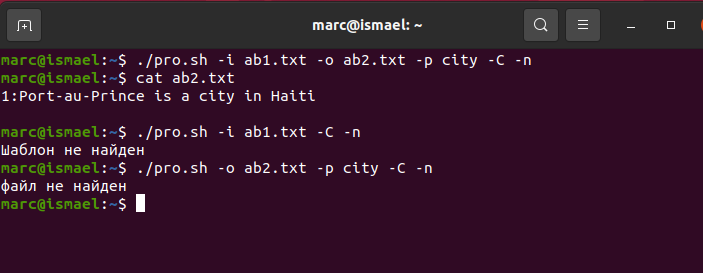 marc@ismael: ~
marc@ismael:~$ ./pro.sh -i ab1.txt -o ab2.txt -p city -C -n
marc@ismael:~$ cat ab2.txt
1:Port-au-Prince is a city in Haiti
marc@ismael:~$ ./pro.sh -i ab1.txt -C -n
Шаблон не найден
marc@ismael:~$ ./pro.sh -o ab2.txt -p city -C -n
файл не найден
marc@ismael:~$